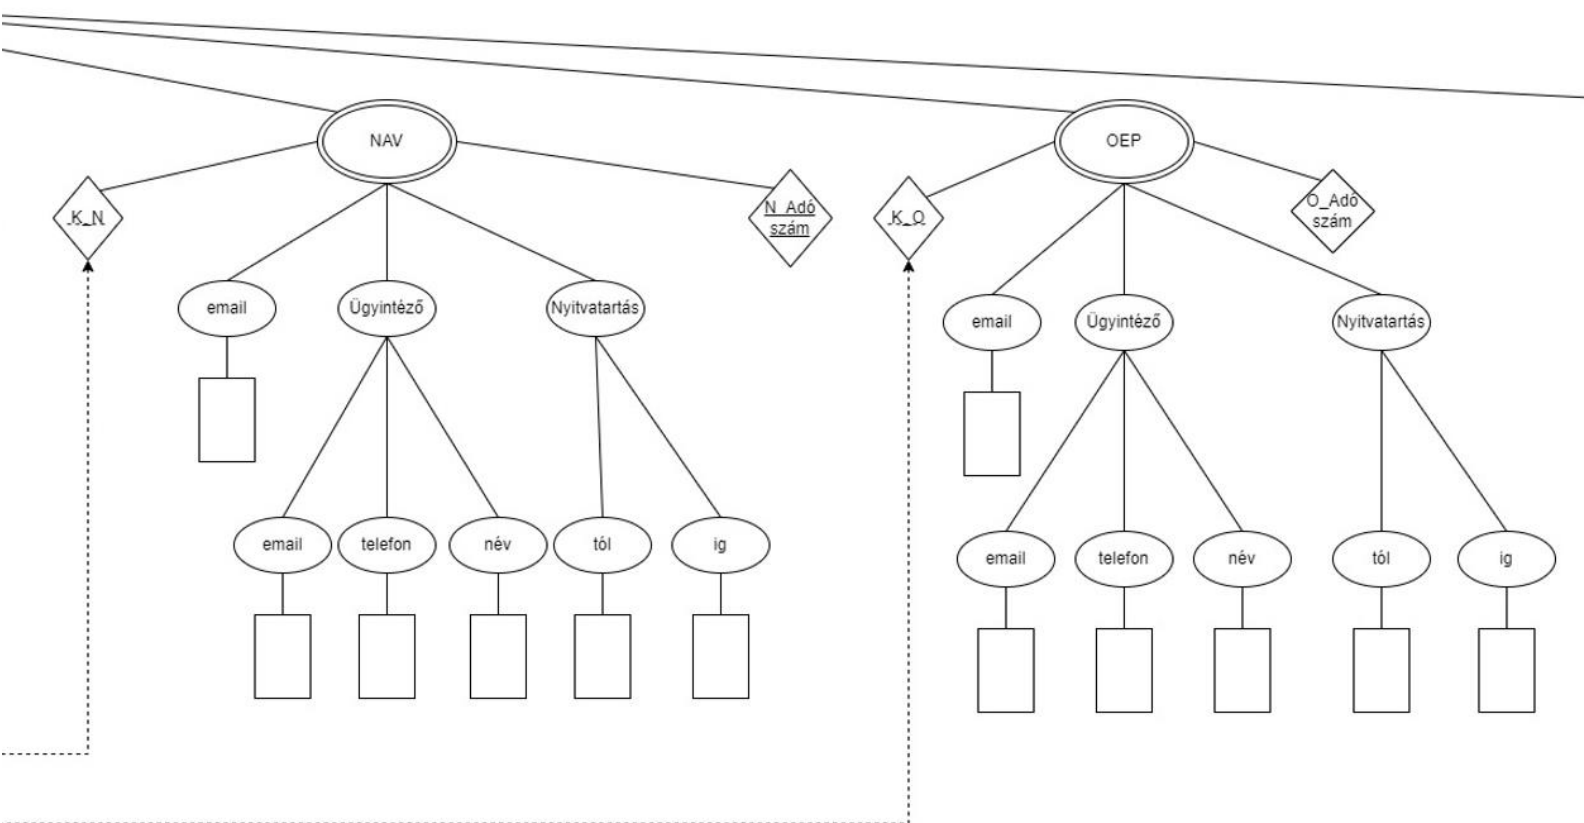 NAV
OEP
K_N
N_Adó
szám
K_O
O_Adó
szám
email
Ügyintéző
Nyitvatartás
email
Ügyintéző
Nyitvatartás
email
telefon
név
tól
ig
email
telefon
név
tól
ig